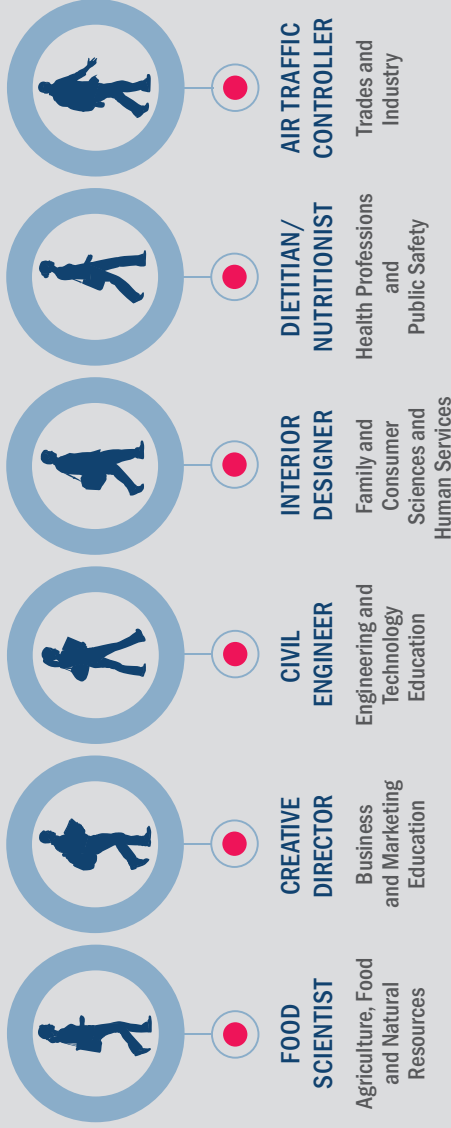 FOOD
SCIENTIST
Agriculture, Food
and Natural
Resources
CREATIVE
DIRECTOR
Business
and Marketing
Education
CIVIL
ENGINEER
Engineering and
Technology
Education
INTERIOR
DESIGNER
Family and
Consumer
Sciences and
Human Services
DIETITIAN/
NUTRITIONIST
Health Professions
and
Public Safety
AIR TRAFFIC
CONTROLLER
Trades and
Industry